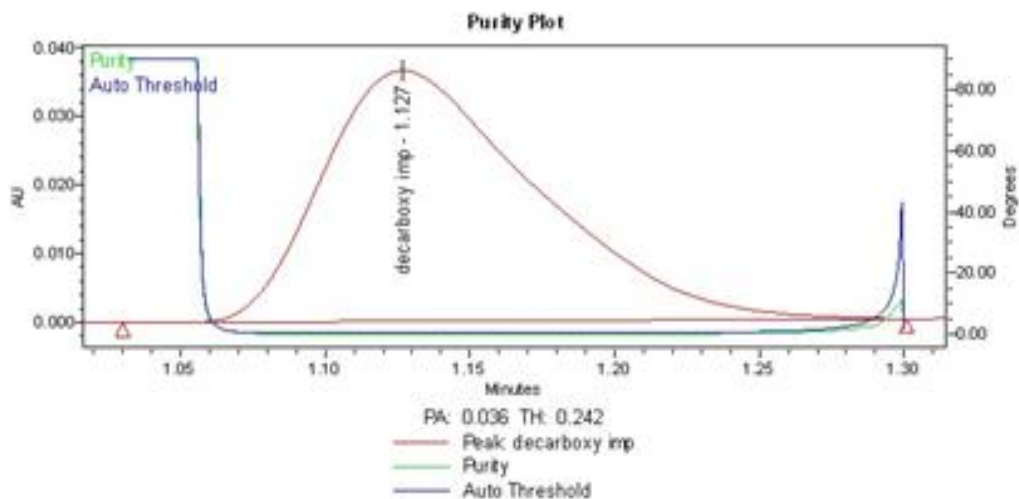 Purity Plot
Purity
Auto Threshold
0.040
0.030
0.020
0.010
0.000
AU
decarboxy imp - 1.127
80.00
60.00
40.00
20.00
0.00
Degrees
1.05
1.10
1.15
1.20
1.25
1.30
Minutes
PA: 0.036 TH: 0.242
Peak: decarboxy imp
Purity
Auto Threshold